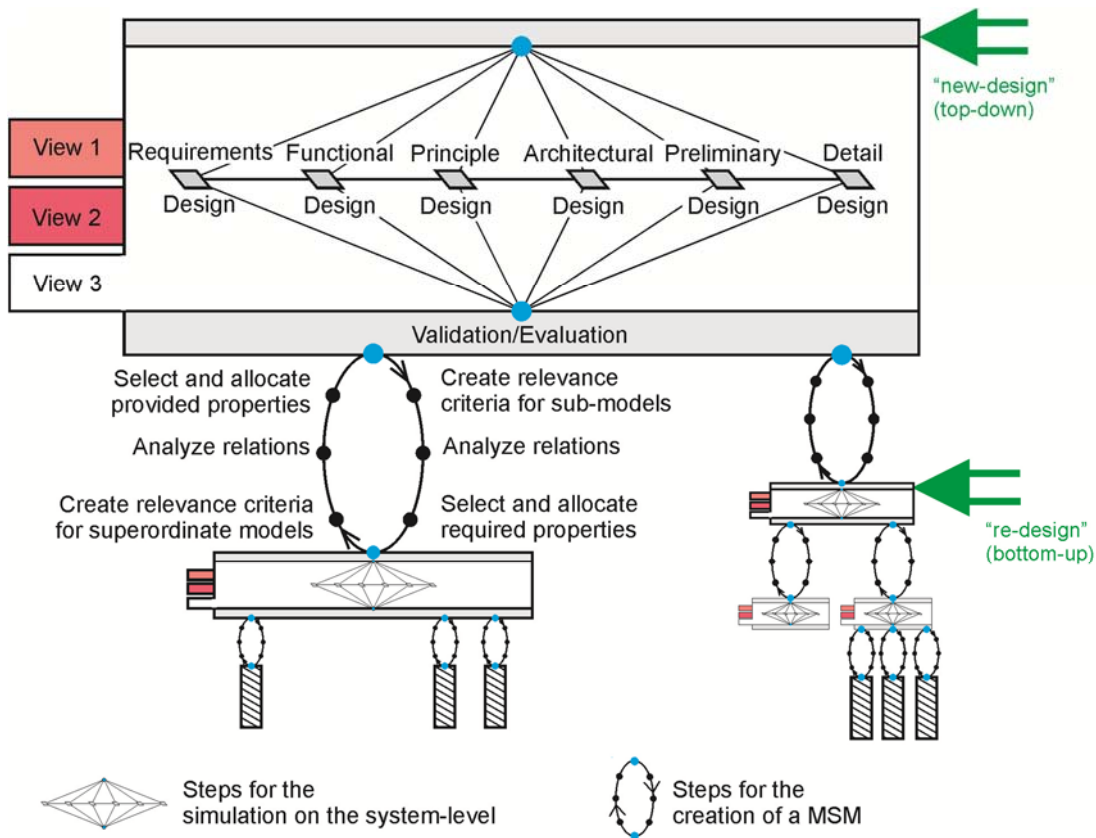 "new-design"
(top-down)
View 1
View 2
View 3
Requirements
Design
Functional
Design
Principle
Design
Architectural
Design
Preliminary
Design
Detail
Design
Validation/Evaluation
Select and allocate
provided properties
Analyze relations
Create relevance criteria
for superordinate models
Create relevance
criteria for sub-models
Analyze relations
Select and allocate
required properties
"re-design"
(bottom-up)
Steps for the
simulation on the system-level
Steps for the
creation of a MSM